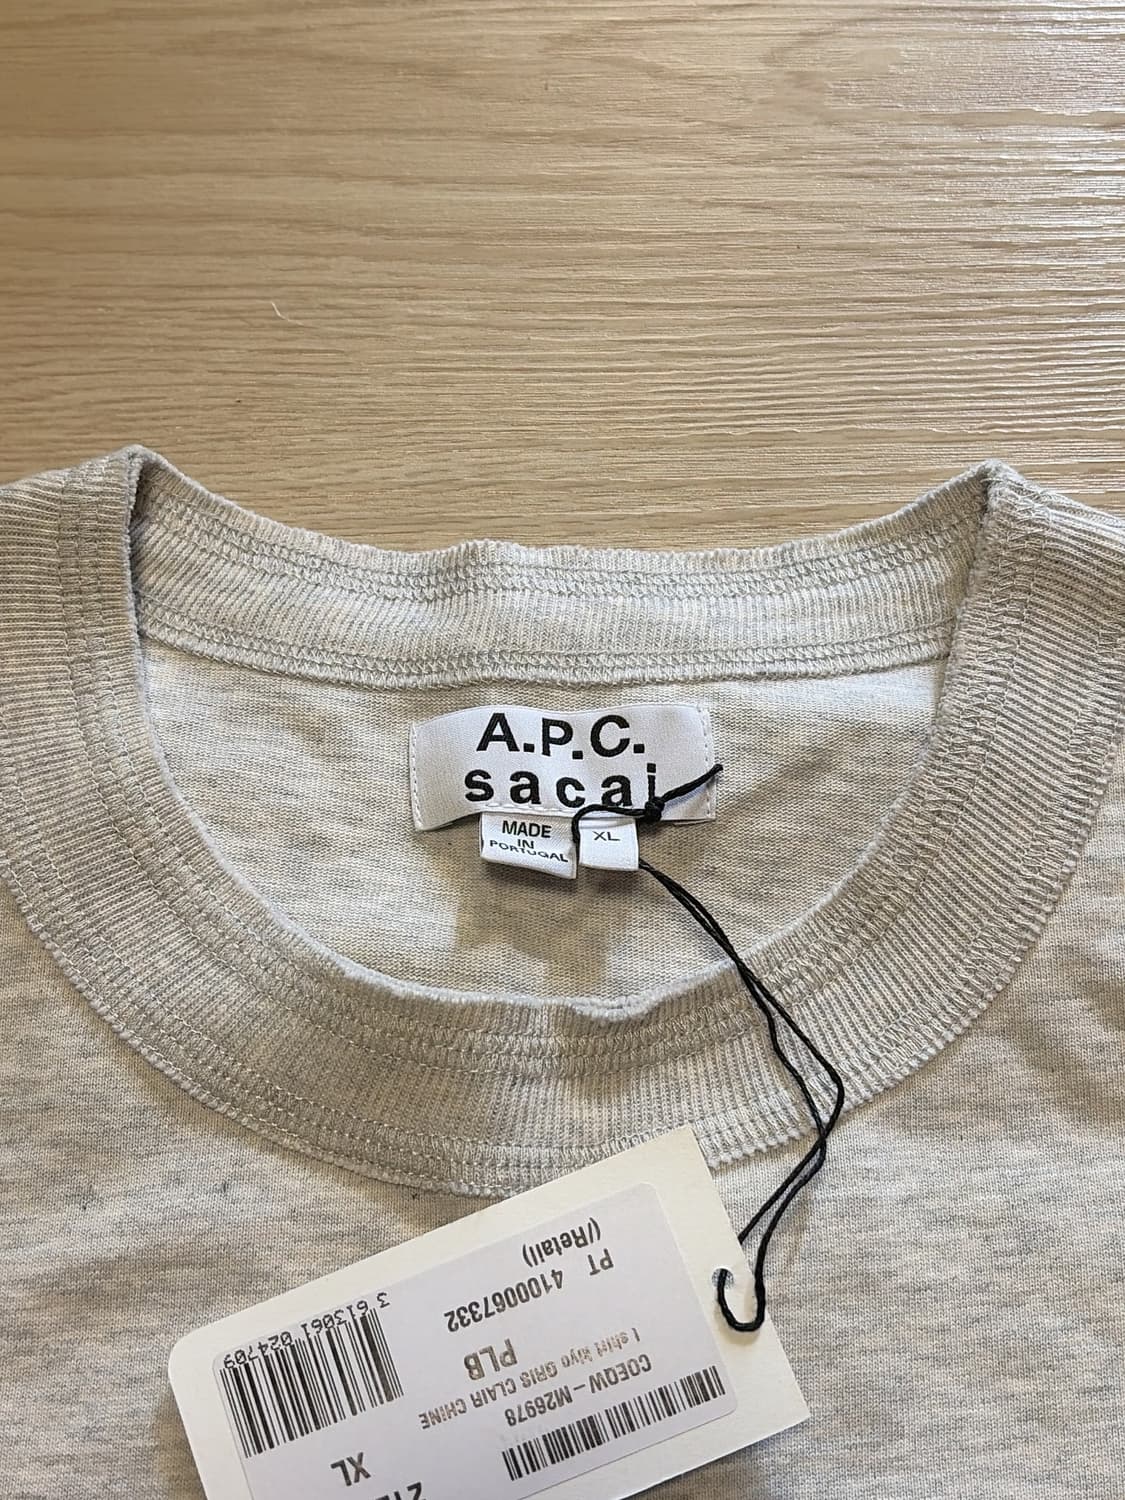 A.P.C.
sacai
MADE
IN
PORTUGAL
XL
COEQW - M26978
t shirt kiyo GRIS CLAIR CHINE
PLB
PT 4100067332
(/Retail)
XL
3 613061 024709